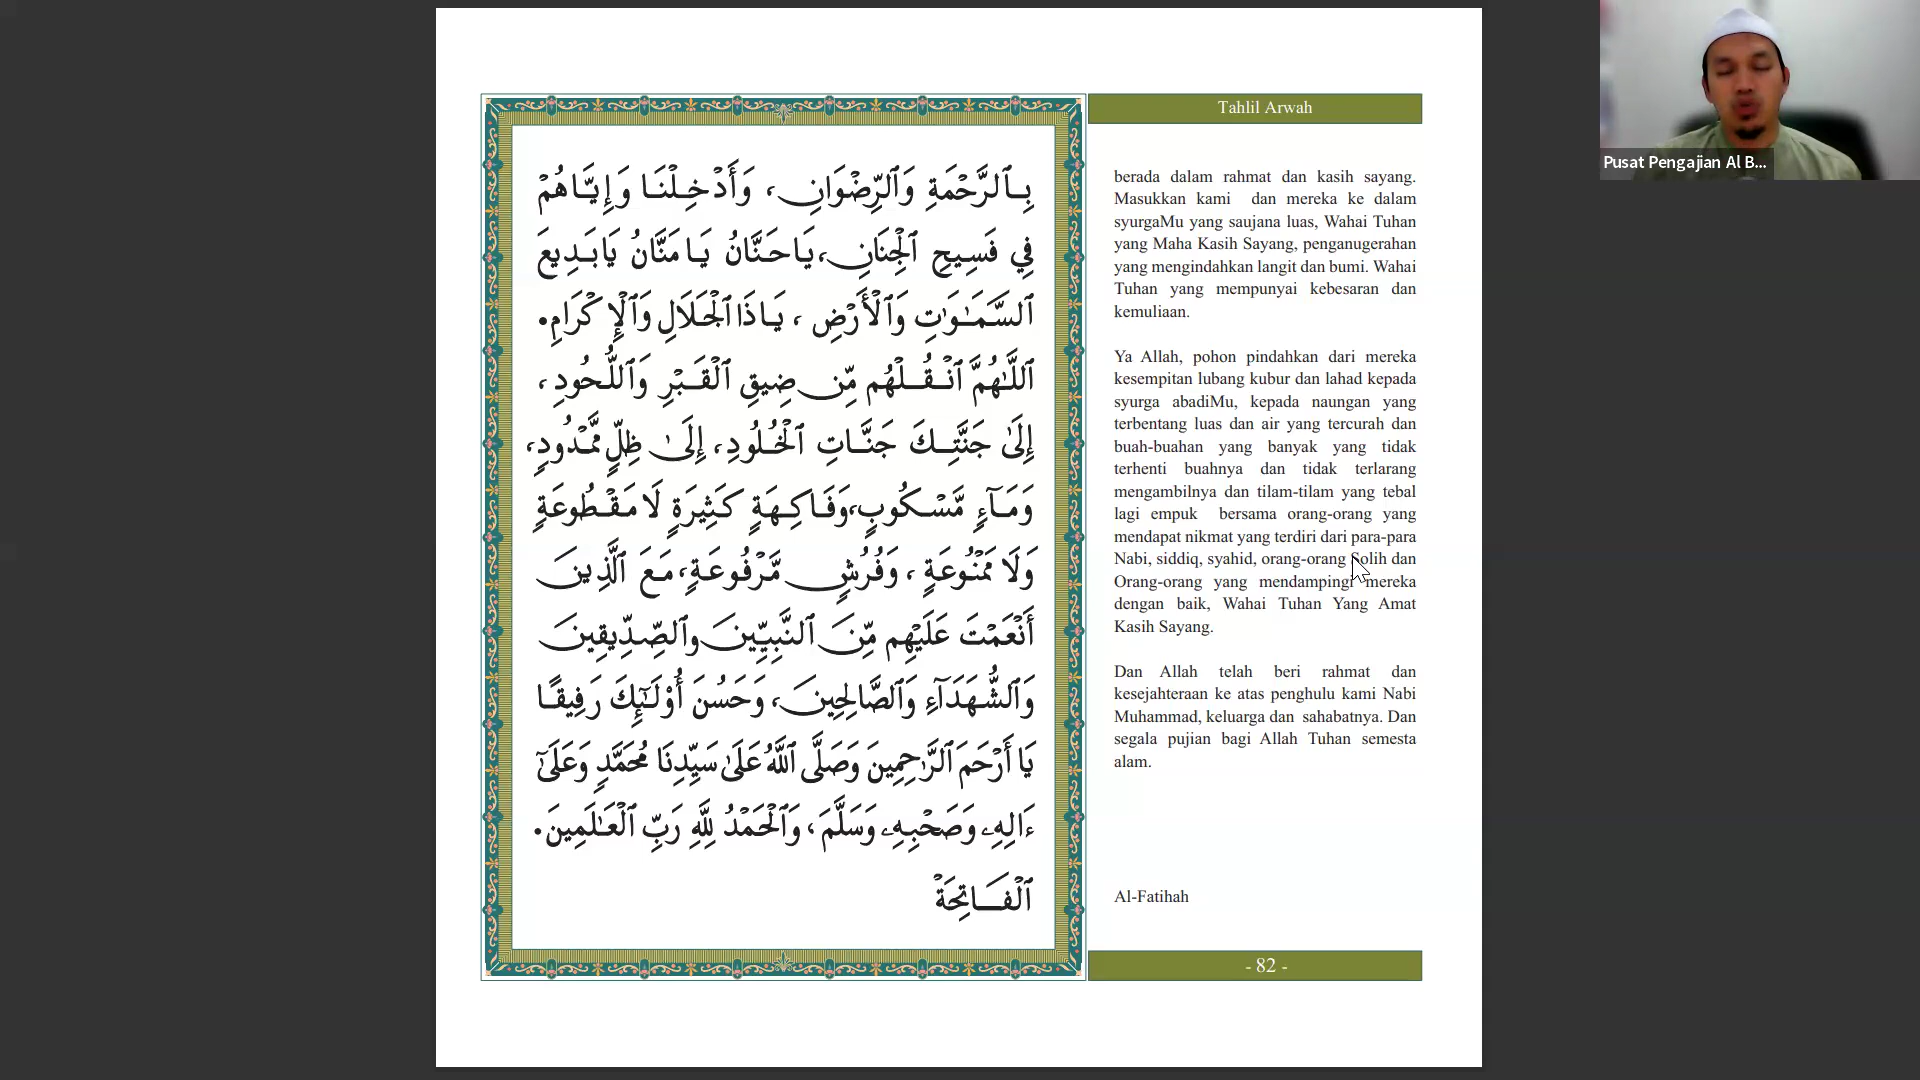 بِٱلرَّحْمَةِ وَٱلرِّضْوَانِ، وَأَدْخِلْنَا وَإِيَّاهُمْ
فِي فَسِيحِ ٱلْجِنَانِ، يَاحَنَّانُ يَامَنَّانُ يَابَدِيعَ
ٱلسَّمَـٰوَٰتِ وَٱلْأَرْضِ ، يَاذَا ٱلْجَلَالِ وَٱلْإِكْرَامِ.
ٱللَّـٰهُمَّ ٱنْقُلْهُم مِّن ضِيقِ ٱلْقَبْرِ وَٱللُّحُودِ ،
إِلَىٰ جَنَّتِكَ جَنَّاتِ ٱلْخُلُودِ، إِلَىٰ ظِلٍّ مَّمْدُودٍ،
وَمَآءٍ مَّسْكُوبٍ، وَفَاكِهَةٍ كَثِيرَةٍ لَا مَقْطُوعَةٍ
وَلَا مَمْنُوعَةٍ ، وَفُرُشٍ مَّرْفُوعَةٍ، مَعَ ٱلَّذِينَ
أَنْعَمْتَ عَلَيْهِم مِّنَ ٱلنَّبِيِّينَ وَالصِّدِّيقِينَ
وَٱلشُّهَدَآءِ وَٱلصَّالِحِينَ، وَحَسُنَ أُوْلَـٰٓئِكَ رَفِيقًا
يَا أَرْحَمَ ٱلرَّٰحِمِينَ وَصَلَّى ٱللَّهُ عَلَىٰ سَيِّدِنَا مُحَمَّدٍ وَعَلَىٰٓ
ءَالِهِۦ وَصَحْبِهِۦ وَسَلَّمَ ، وَٱلْحَمْدُ لِلَّهِ رَبِّ ٱلْعَـٰلَمِينَ.
ٱلْفَـاتِحَةْ
Tahlil Arwah
berada dalam rahmat dan kasih sayang.
Masukkan kami dan mereka ke dalam
syurgaMu yang saujana luas, Wahai Tuhan
yang Maha Kasih Sayang, penganugerahan
yang mengindahkan langit dan bumi. Wahai
Tuhan yang mempunyai kebesaran dan
kemuliaan.
Ya Allah, pohon pindahkan dari mereka
kesempitan lubang kubur dan lahad kepada
syurga abadiMu, kepada naungan yang
terbentang luas dan air yang tercurah dan
buah-buahan yang banyak yang tidak
terhenti buahnya dan tidak terlarang
mengambilnya dan tilam-tilam yang tebal
lagi empuk bersama orang-orang yang
mendapat nikmat yang terdiri dari para-para
Nabi, siddiq, syahid, orang-orang Solih dan
Orang-orang yang mendampingi mereka
dengan baik, Wahai Tuhan Yang Amat
Kasih Sayang.
Dan Allah telah beri rahmat dan
kesejahteraan ke atas penghulu kami Nabi
Muhammad, keluarga dan sahabatnya. Dan
segala pujian bagi Allah Tuhan semesta
alam.
Al-Fatihah
- 82 -
Pusat Pengajian Al B...